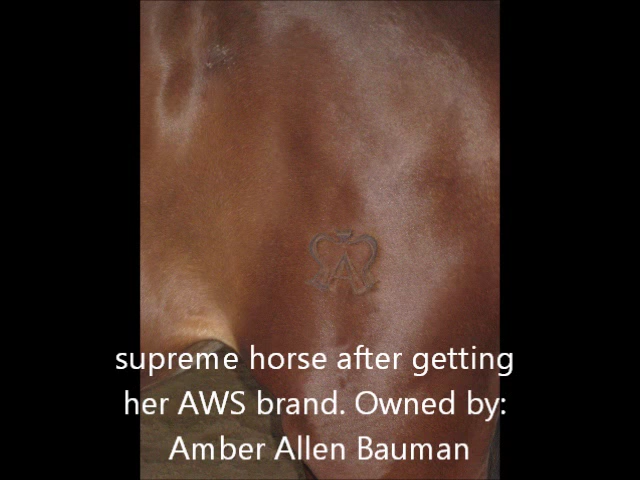 A
supreme horse after getting
her AWS brand. Owned by:
Amber Allen Bauman